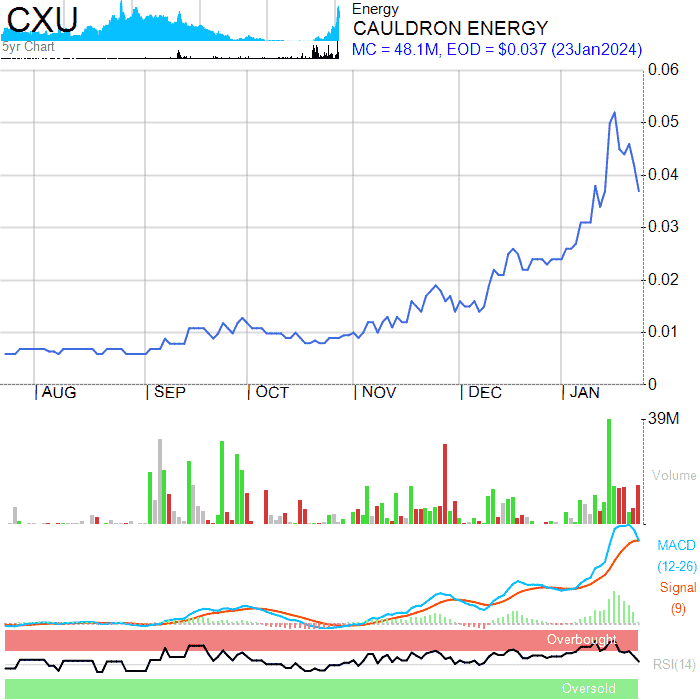 CXU
5yr Chart
Energy
CAULDRON ENERGY
MC = 48.1M, EOD = $0.037 (23Jan2024)
0.06
0.05
0.04
0.03
0.02
0.01
0
AUG SEP OCT NOV DEC JAN
39M
Volume
MACD
(12-26)
Signal
(9)
Overbought
RSI(14)
Oversold